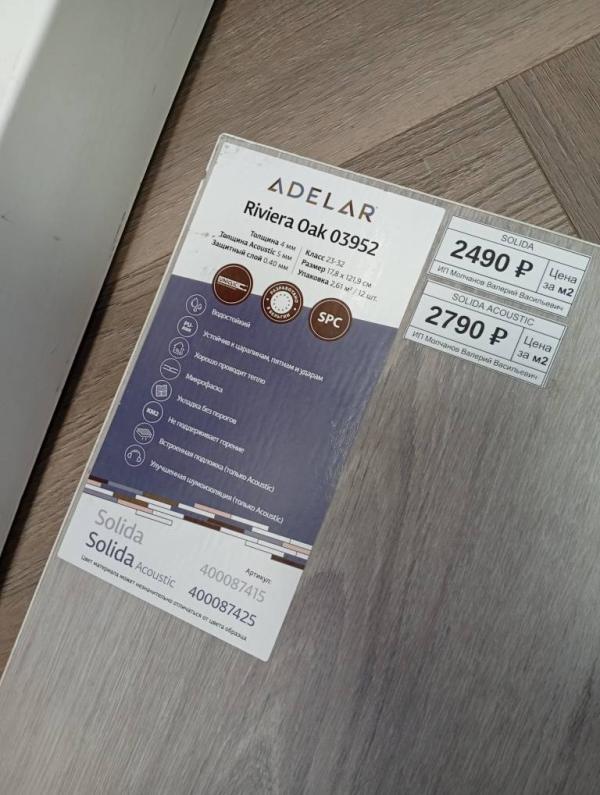 ADELAR
Riviera Oak 03952
Толщина 4 мм
Толщина Acoustic 5 мм
Защитный слой 0.40 мм
Класс 23-32
Размер 17,8 x 121,9 см
Упаковка 2,61 м² / 12 шт.
РАЗРАБОТАНО
В БЕЛЬГИИ
SPC
Водостойкий
Устойчив к царапинам, пятнам и ударам
Хорошо проводит тепло
Микрофаска
Укладка без порогов
КМ2
Не поддерживает горение
Встроенная подложка (только Acoustic)
Улучшенная шумоизоляция (только Acoustic)
Solida
Solida Acoustic
Артикул:
400087415
400087425
Цвет материала может незначительно отличаться от цвета образца
SOLIDA
2490 ₽
Цена
за м2
ИП Молчанов Валерий Васильевич
SOLIDA ACOUSTIC
2790 ₽
Цена
за м2
ИП Молчанов Валерий Васильевич